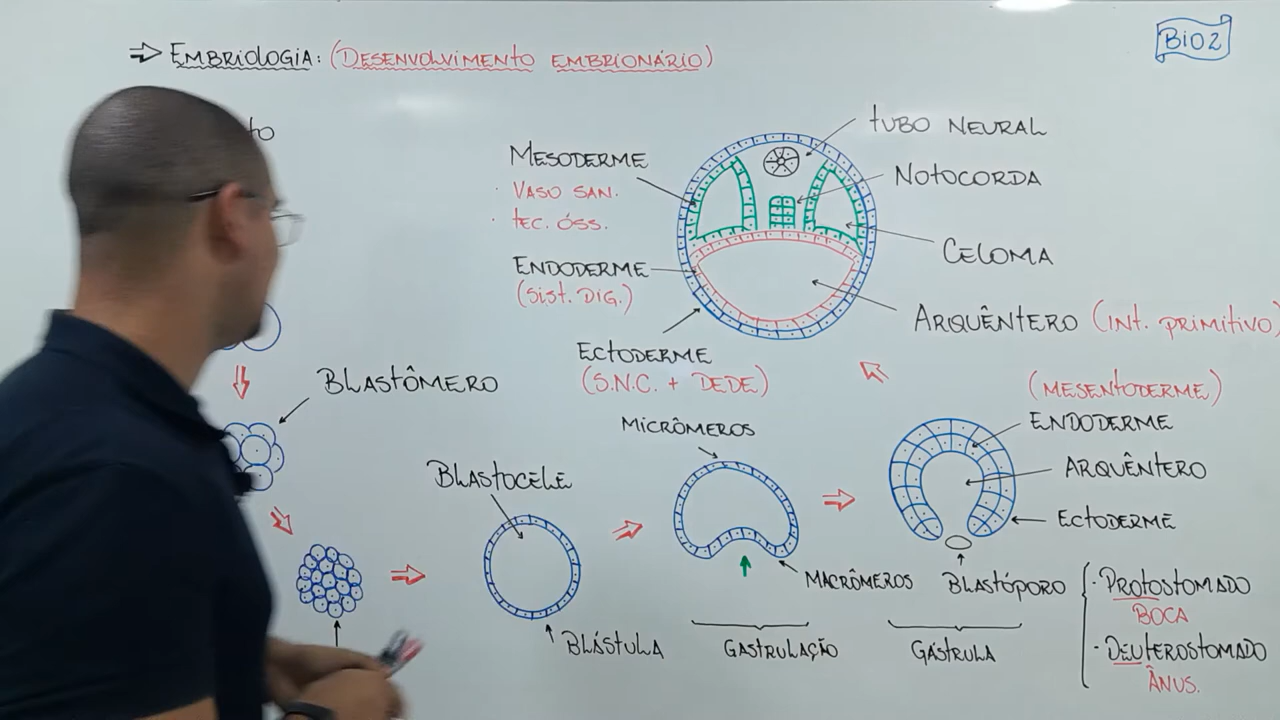 ⇒ EMBRIOLOGIA: (DESENVOLVIMENTO EMBRIONÁRIO)
BIO2
TUBO NEURAL
MESODERME
· VASO SAN.
· TEC. ÓSS.
NOTOCORDA
CELOMA
ENDODERME
(SIST. DIG.)
ARQUÊNTERO (INT. PRIMITIVO)
ECTODERME
(S.N.C. + DEDE)
BLASTÔMERO
(MESENTODERME)
ENDODERME
MICRÔMEROS
BLASTOCELE
ARQUÊNTERO
ECTODERME
MACRÔMEROS
BLASTÓPORO
· PROTOSTOMADO
BOCA
· DEUTEROSTOMADO
ÂNUS.
BLÁSTULA
GASTRULAÇÃO
GÁSTRULA